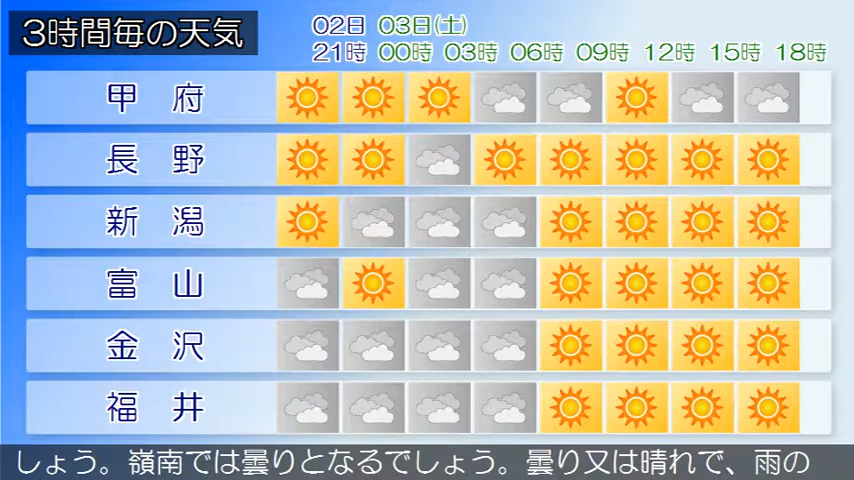 3時間毎の天気
02日 03日(土)
21時 00時 03時 06時 09時 12時 15時 18時
甲 府
長 野
新 潟
富 山
金 沢
福 井
しょう。嶺南では曇りとなるでしょう。曇り又は晴れで、雨の